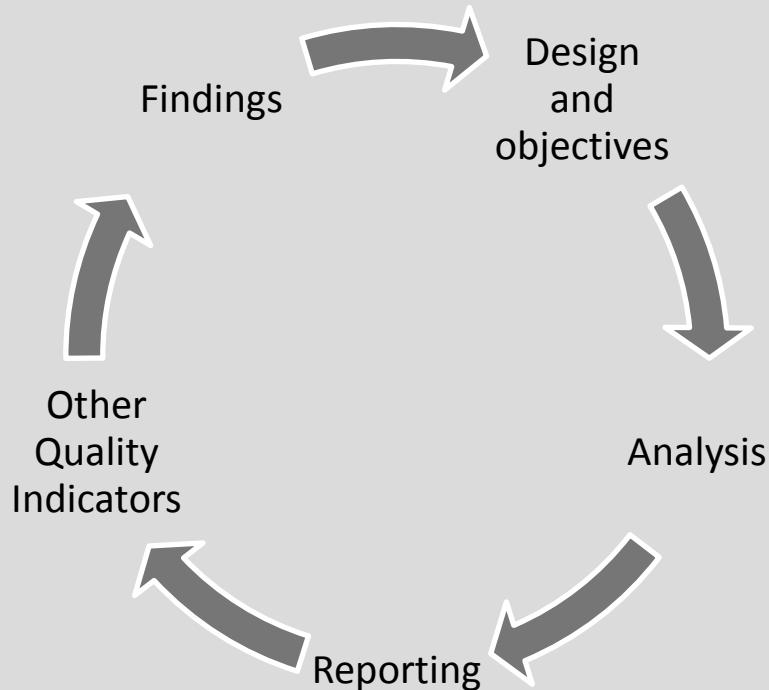 Findings
Design
and
objectives
Analysis
Reporting
Other
Quality
Indicators